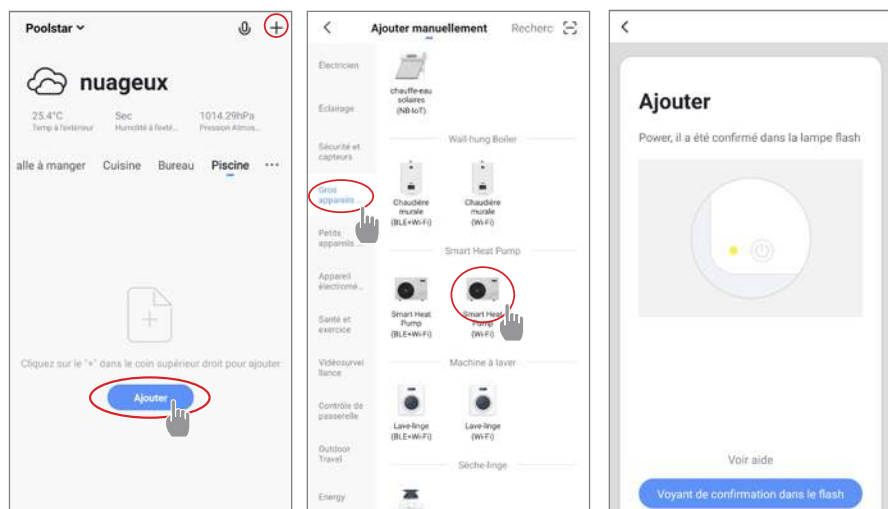 Poolstar
nuageux
25.4°C
Sec
1014.29hPa
Temp à l'extérieur
Humidité à l'exté...
Pression Atmos...
alle à manger
Cuisine
Bureau
Piscine
...
Cliquez sur le "+" dans le coin supérieur droit pour ajouter
Ajouter
Ajouter manuellement
Recherc
Électricien
Éclairage
Sécurité et
capteurs
Gros
appareils ...
Petits
appareils ...
Appareil
électromé...
Santé et
exercice
Vidéosurvei
llance
Contrôle de
passerelle
Outdoor
Travel
Energy
chauffe-eau
solaires
(NB-IoT)
Wall-hung Boiler
Chaudière
murale
(BLE+Wi-Fi)
Chaudière
murale
(Wi-Fi)
Smart Heat Pump
Smart Heat
Pump
(BLE+Wi-Fi)
Smart Heat
Pump
(Wi-Fi)
Machine à laver
Lave-linge
(BLE+Wi-Fi)
Lave-linge
(Wi-Fi)
Sèche-linge
Ajouter
Power, il a été confirmé dans la lampe flash
Voir aide
Voyant de confirmation dans le flash